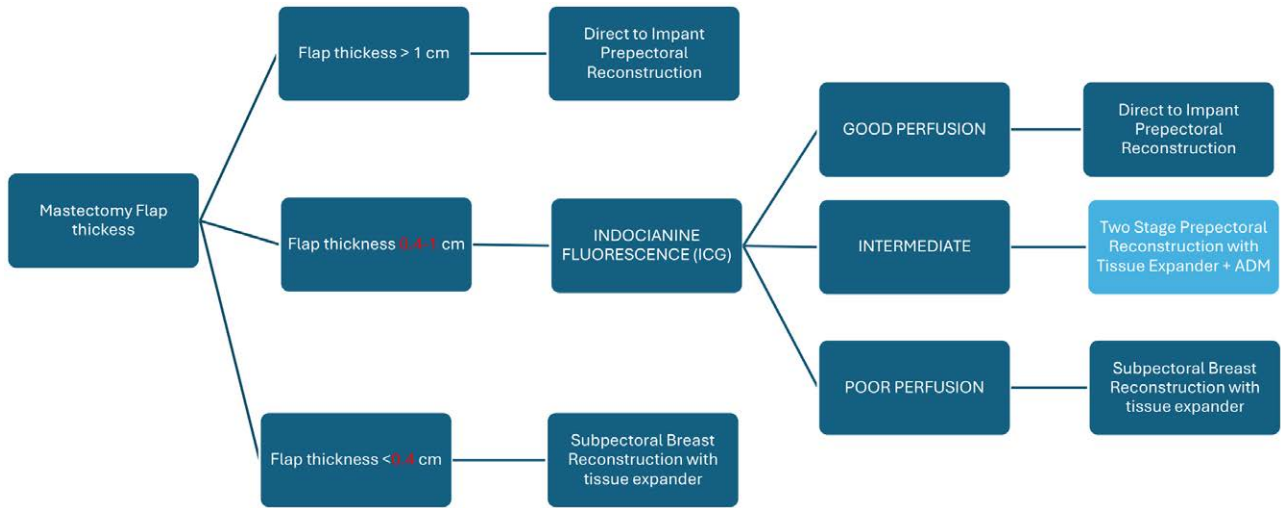 Mastectomy Flap
thickess
Flap thickess > 1 cm
Direct to Impant
Prepectoral
Reconstruction
Flap thickness 0.4-1 cm
INDOCIANINE
FLUORESCENCE (ICG)
GOOD PERFUSION
Direct to Impant
Prepectoral
Reconstruction
INTERMEDIATE
Two Stage Prepectoral
Reconstruction with
Tissue Expander + ADM
POOR PERFUSION
Subpectoral Breast
Reconstruction with
tissue expander
Flap thickness <0.4 cm
Subpectoral Breast
Reconstruction with
tissue expander